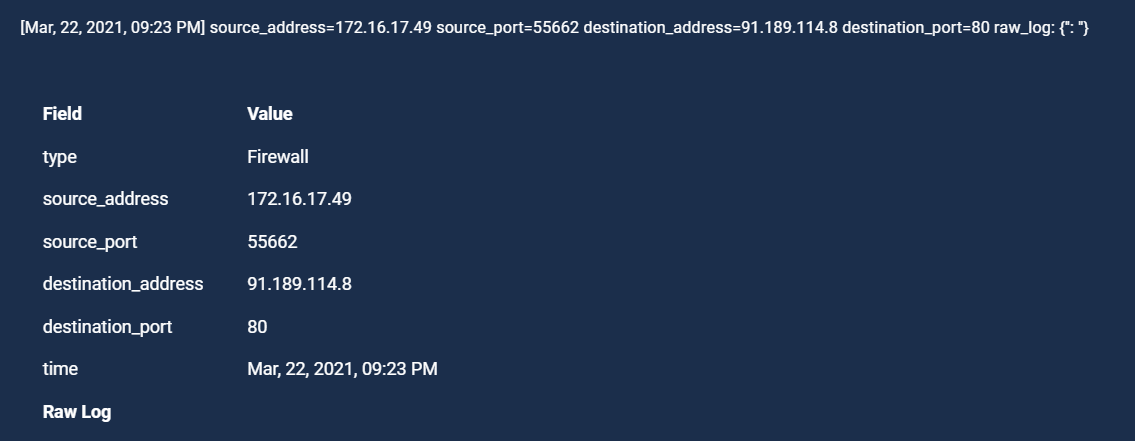 [Mar, 22, 2021, 09:23 PM] source_address=172.16.17.49 source_port=55662 destination_address=91.189.114.8 destination_port=80 raw_log: {'': ''}
Field Value
type Firewall
source_address 172.16.17.49
source_port 55662
destination_address 91.189.114.8
destination_port 80
time Mar, 22, 2021, 09:23 PM
Raw Log